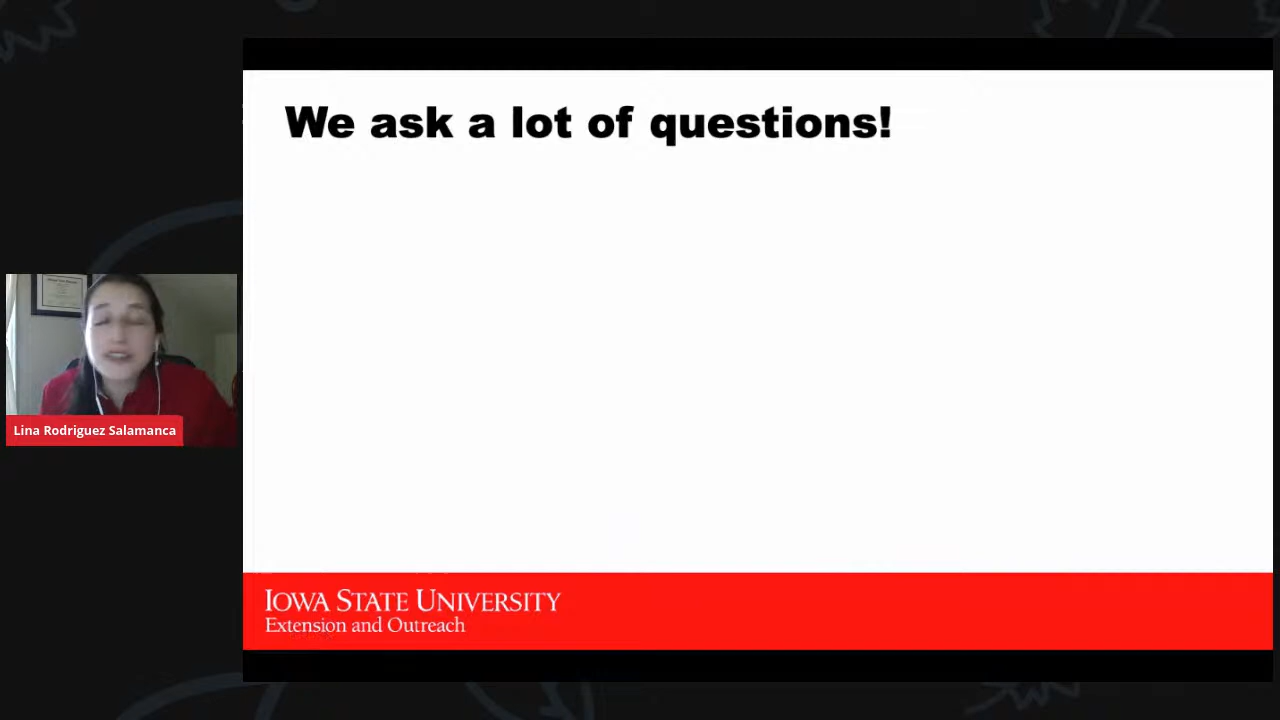 We ask a lot of questions!
Lina Rodriguez Salamanca
IOWA STATE UNIVERSITY
Extension and Outreach